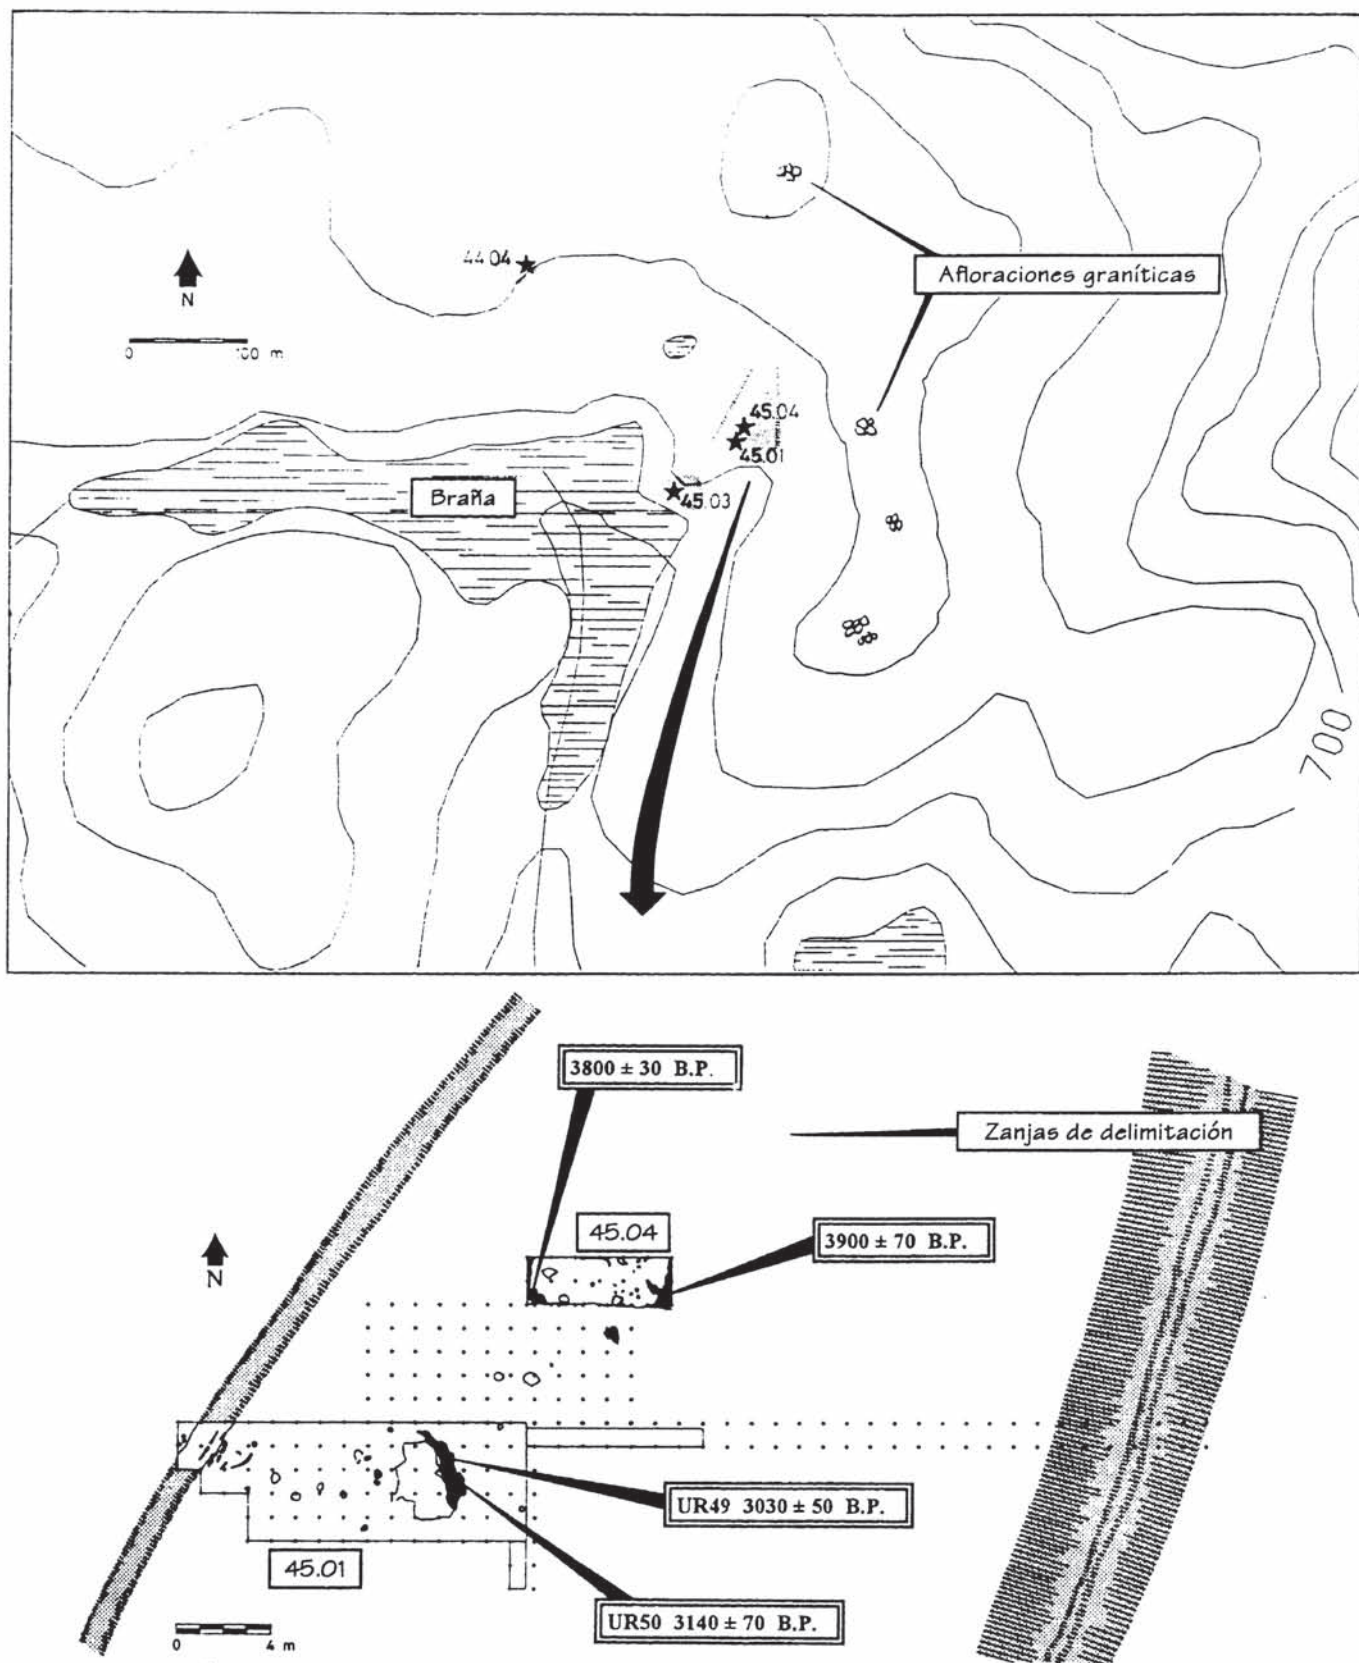 Afloraciones graníticas
44.04
N
0 100 m
45.04
45.01
Braña
45.03
700
3800 ± 30 B.P.
Zanjas de delimitación
45.04
3900 ± 70 B.P.
N
UR49 3030 ± 50 B.P.
45.01
UR50 3140 ± 70 B.P.
0 4 m